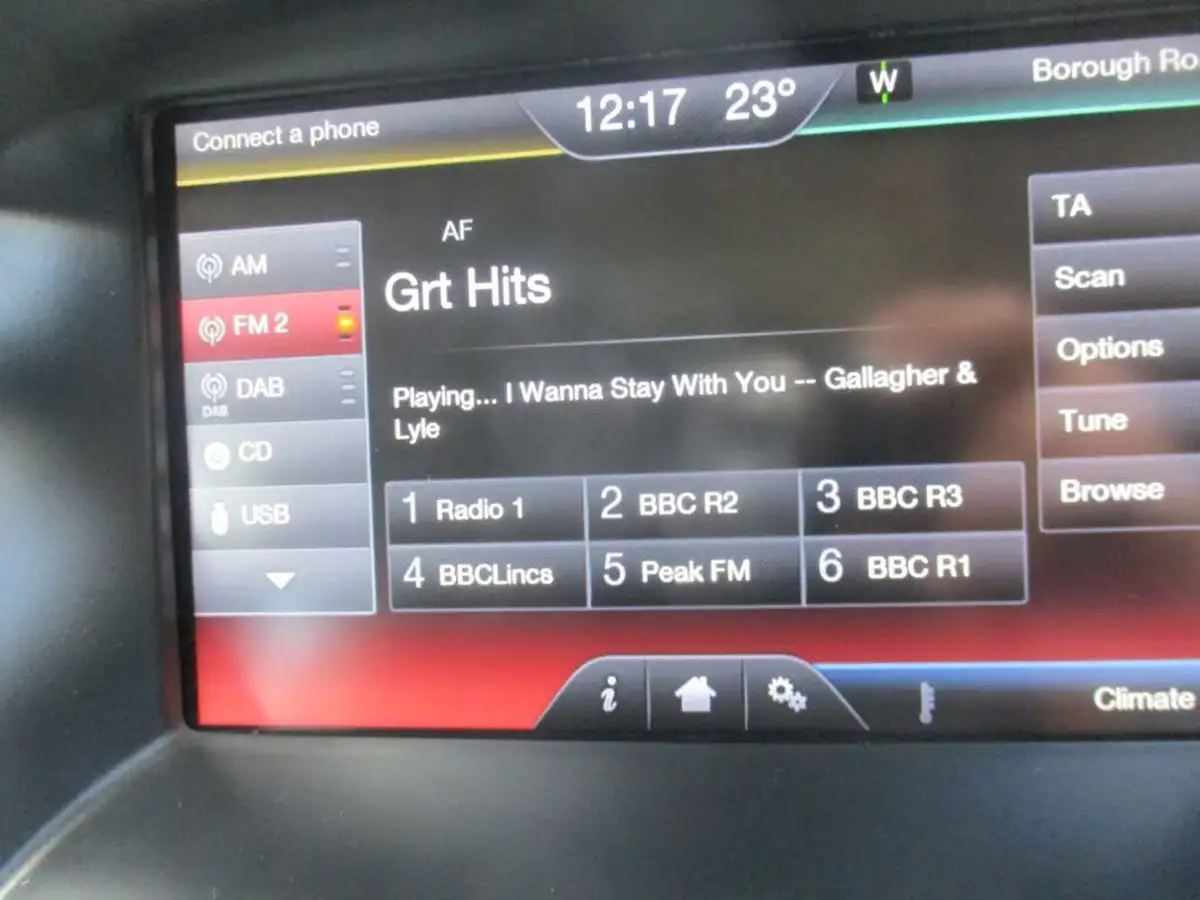 Connect a phone
12:17 23°
W
Borough Ro
AM
FM 2
DAB
DAB
CD
USB
AF
Grt Hits
Playing... I Wanna Stay With You -- Gallagher &
Lyle
1 Radio 1
2 BBC R2
3 BBC R3
4 BBCLincs
5 Peak FM
6 BBC R1
TA
Scan
Options
Tune
Browse
i
Climate